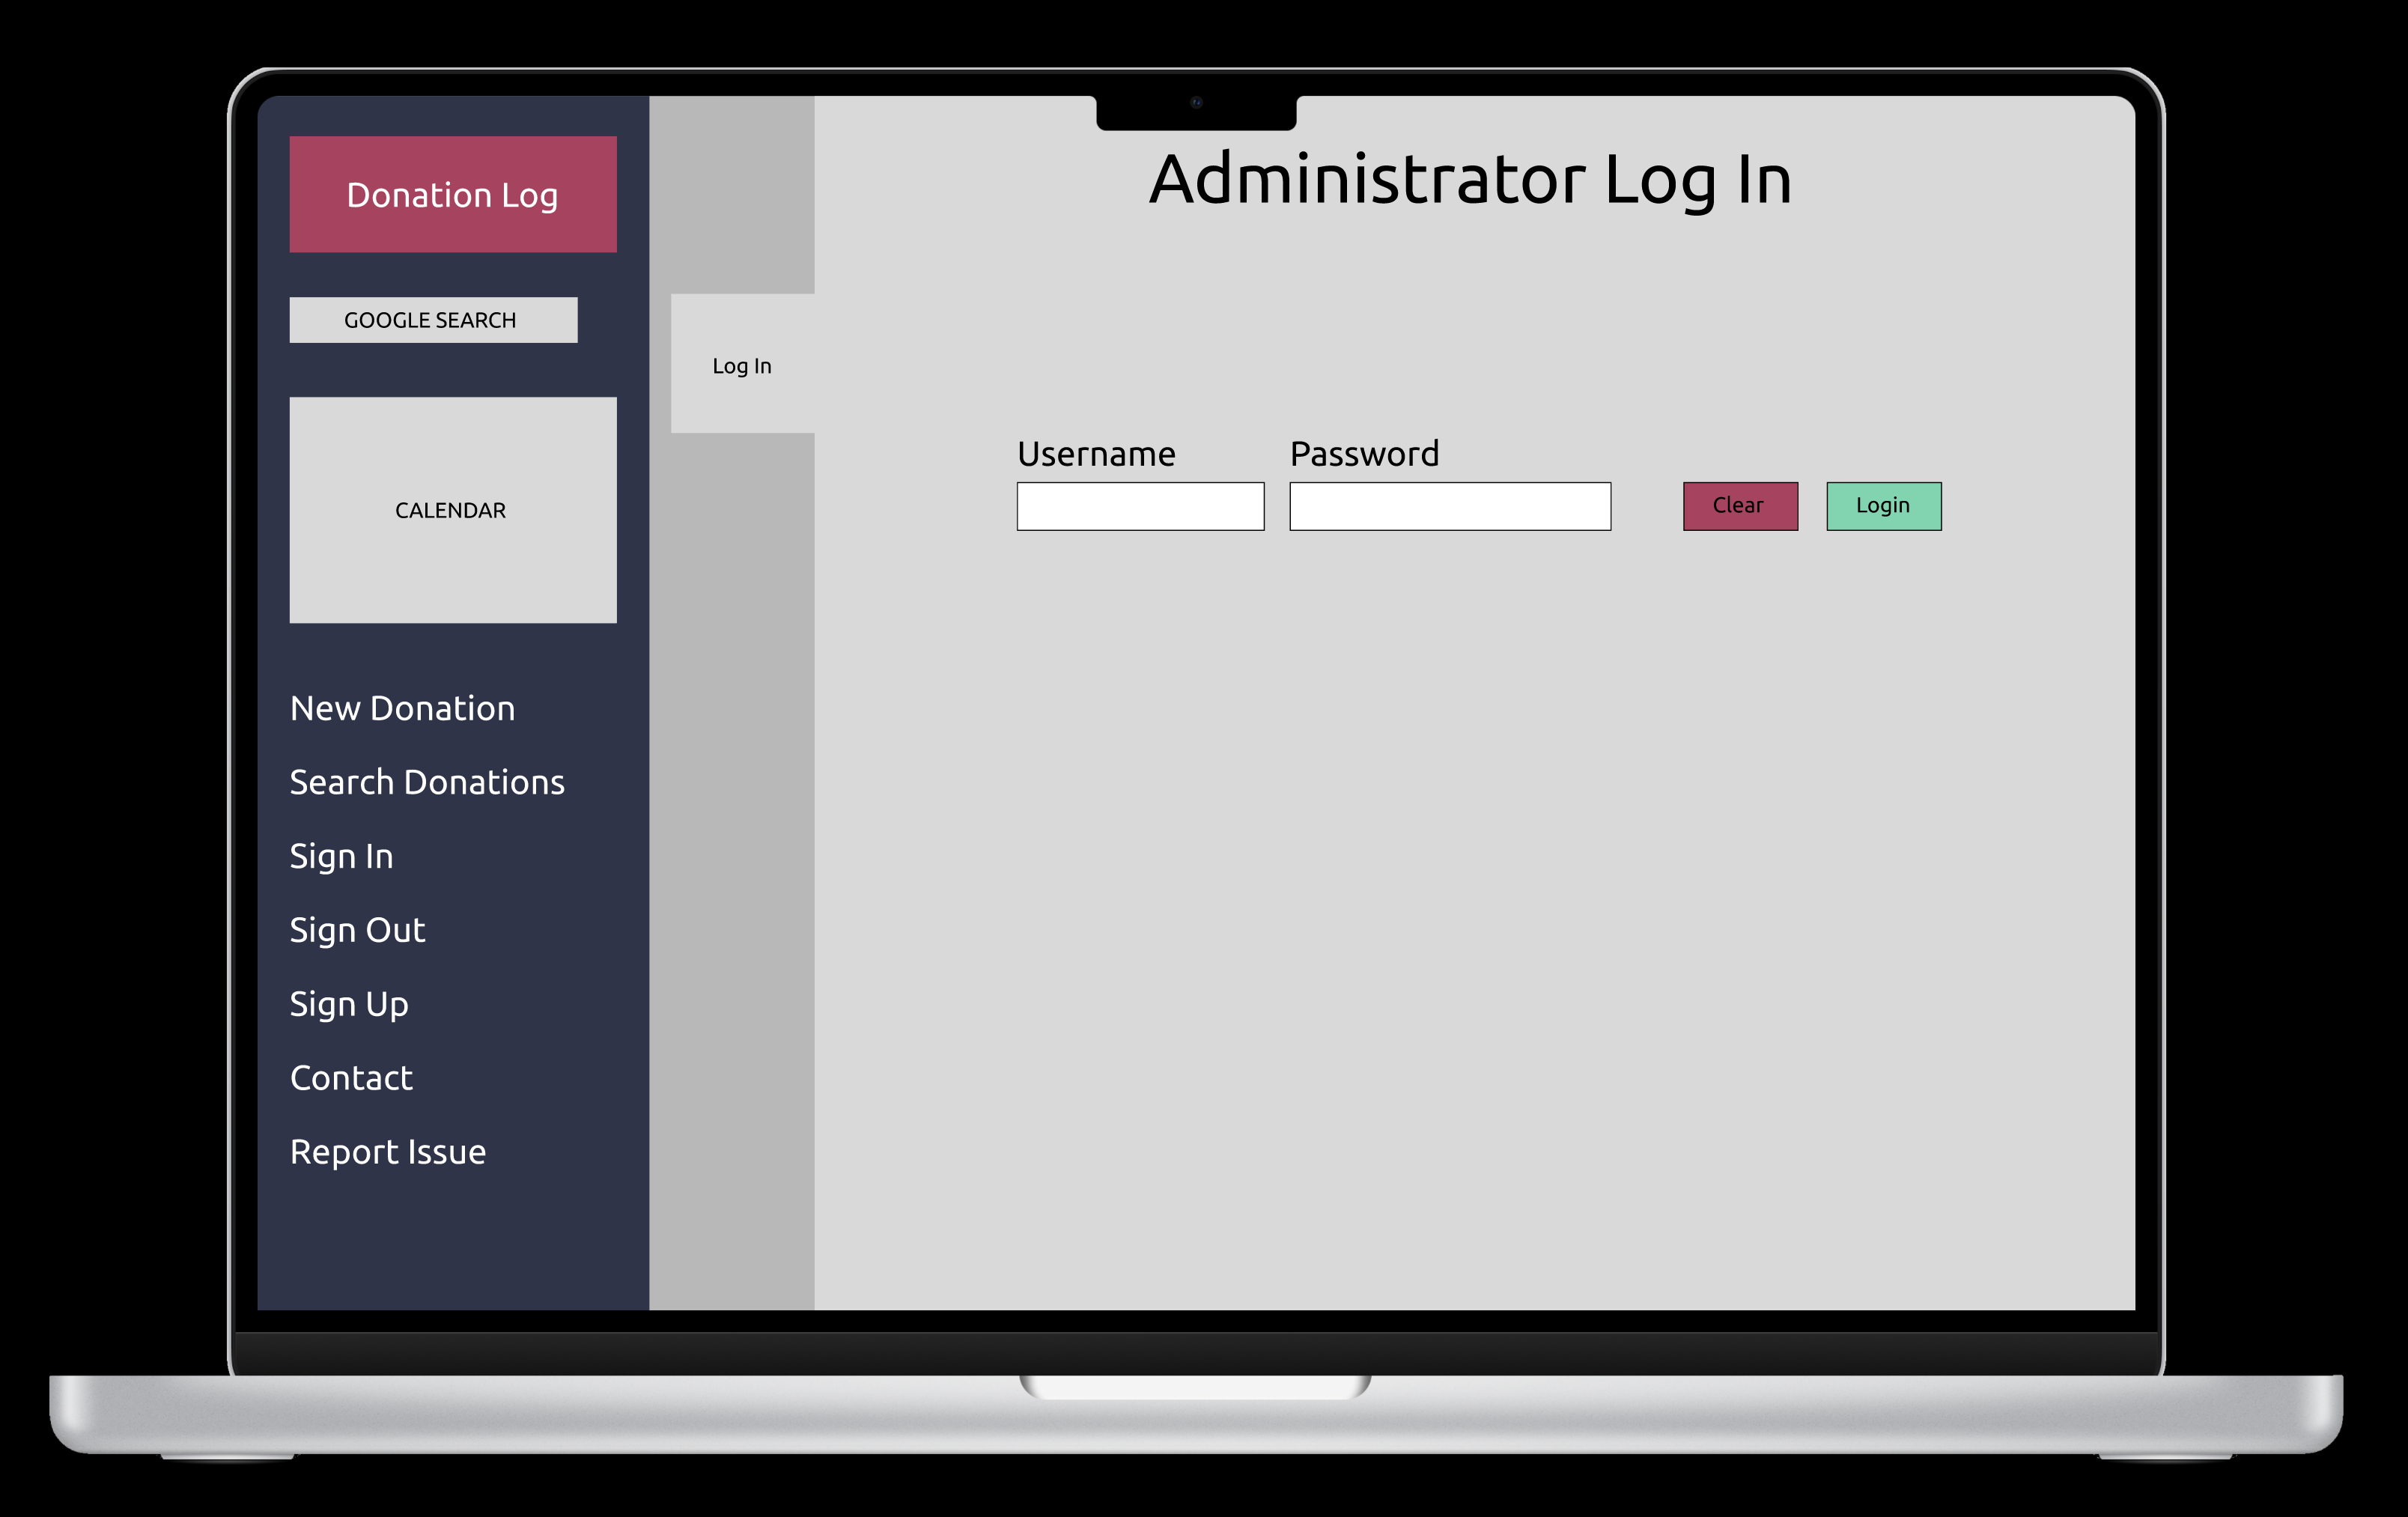 Donation Log
GOOGLE SEARCH
CALENDAR
New Donation
Search Donations
Sign In
Sign Out
Sign Up
Contact
Report Issue
Log In
Administrator Log In
Username
Password
Clear
Login